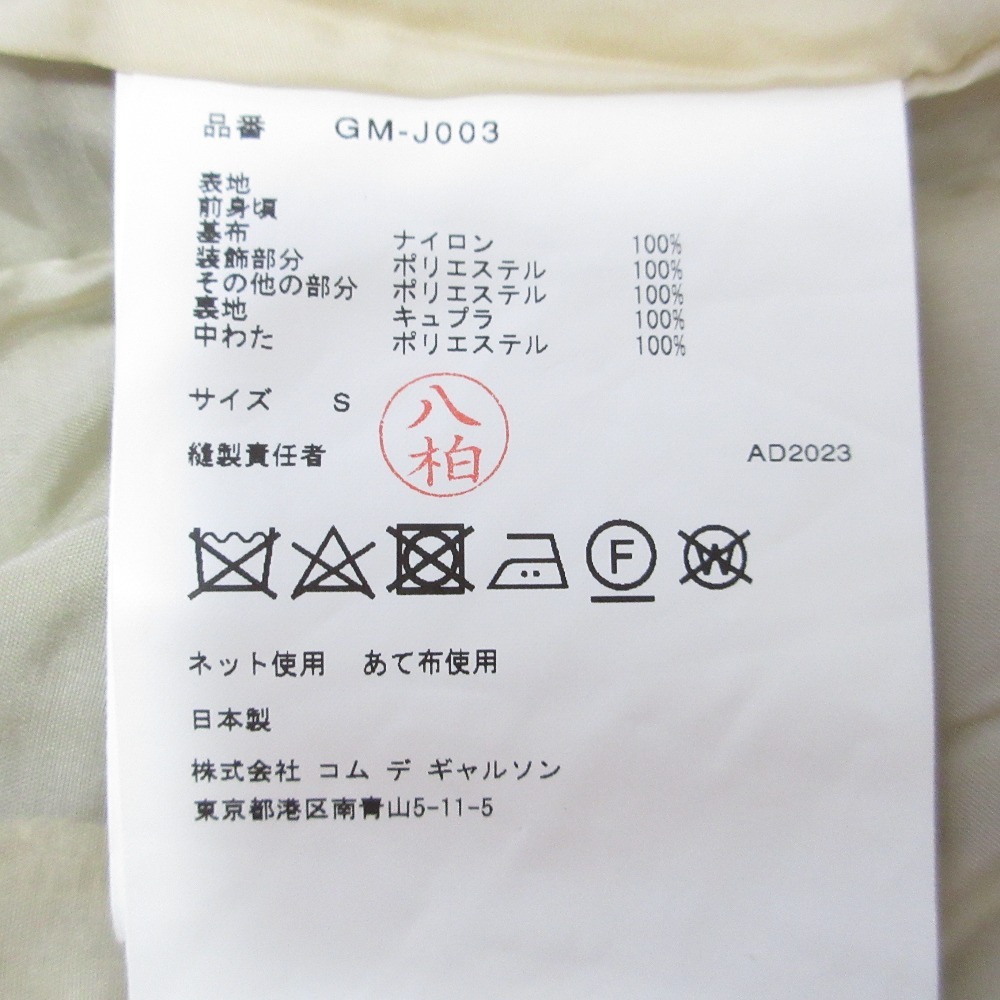 品番 GM-J003
表地
前身頃
基布 ナイロン 100%
装飾部分 ポリエステル 100%
その他の部分 ポリエステル 100%
裏地 キュプラ 100%
中わた ポリエステル 100%
サイズ S
八
柏
縫製責任者 AD2023
F W
ネット使用 あて布使用
日本製
株式会社 コム デ ギャルソン
東京都港区南青山5-11-5